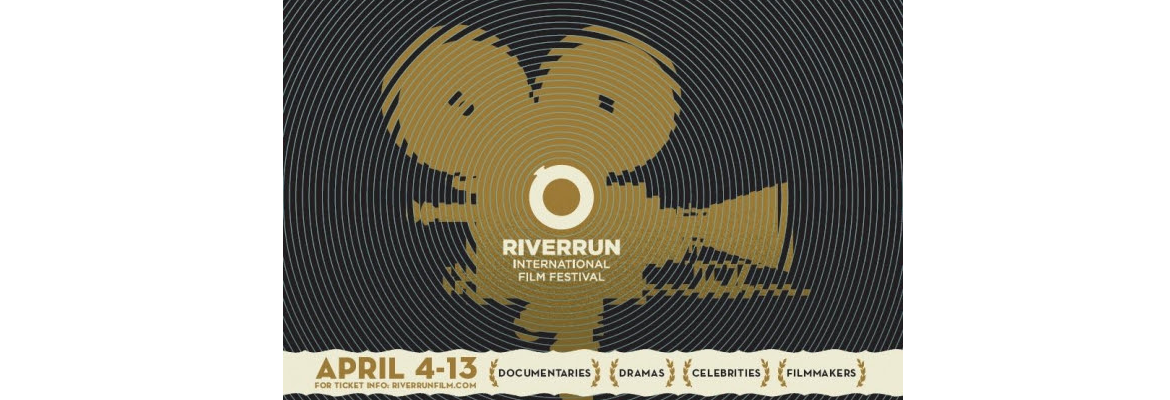 RIVERRUN
INTERNATIONAL
FILM FESTIVAL
APRIL 4-13
FOR TICKET INFO: RIVERRUNFILM.COM
DOCUMENTARIES
DRAMAS
CELEBRITIES
FILMMAKERS